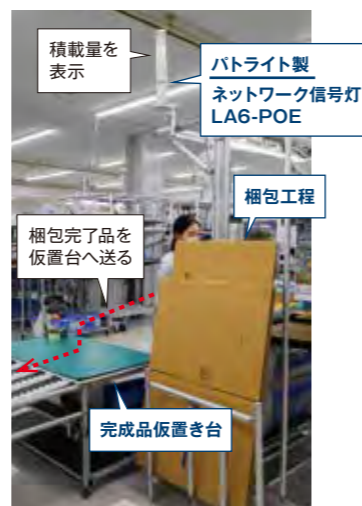 積載量を
表示
パトライト製
ネットワーク信号灯
LA6-POE
梱包工程
梱包完了品を
仮置台へ送る
完成品仮置き台